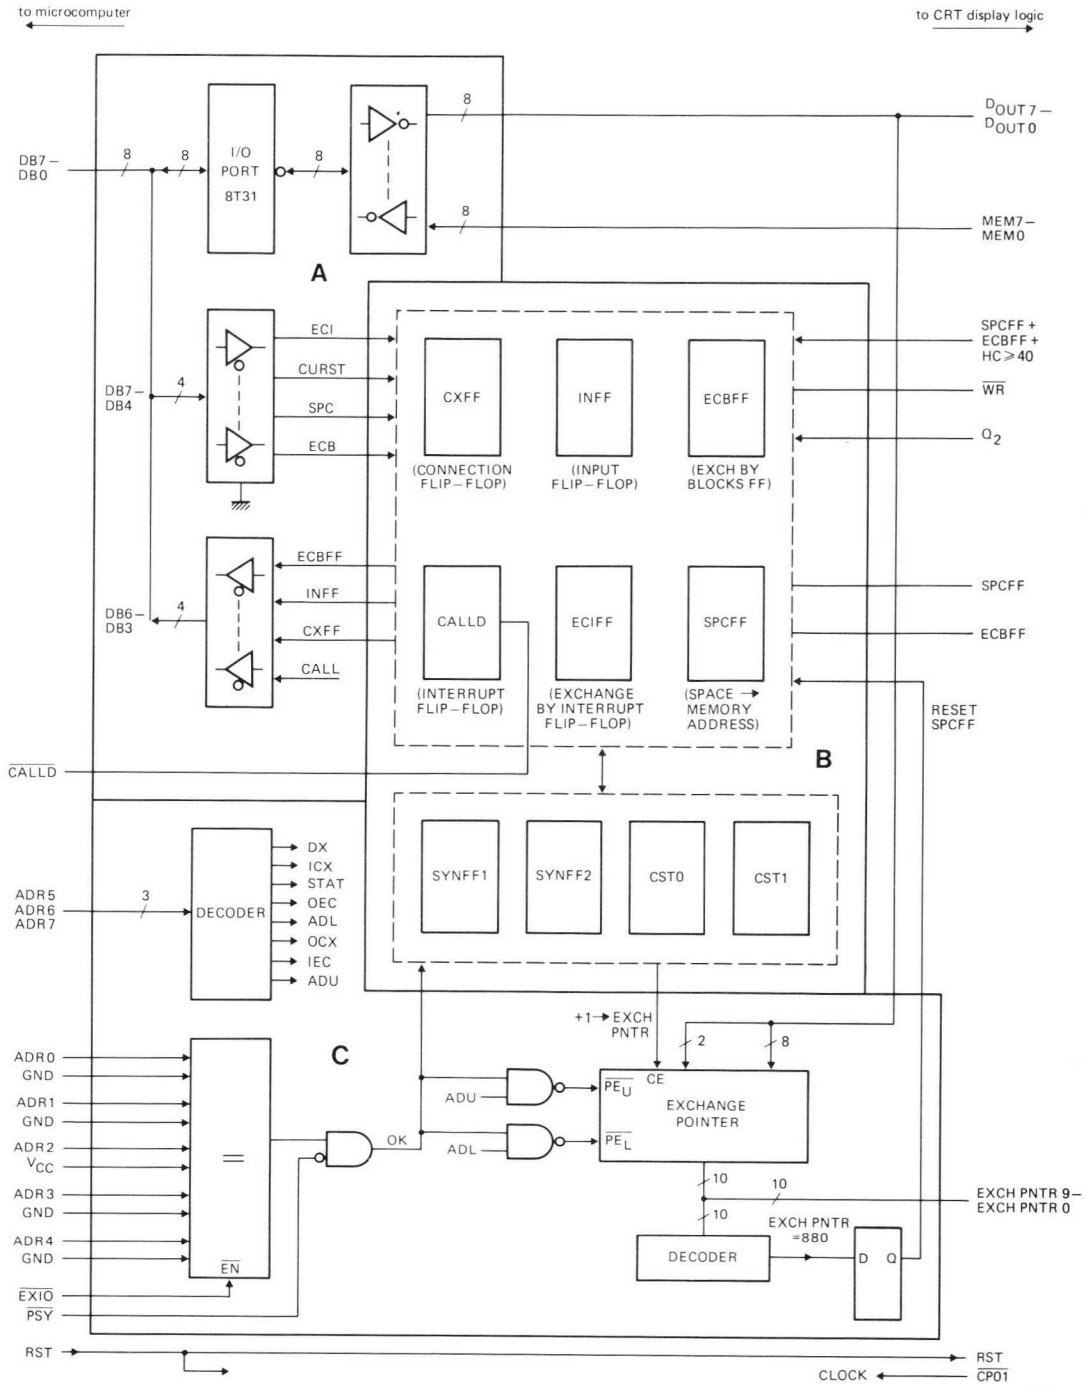 to microcomputer
to CRT display logic
8
DOUT 7 –
DOUT 0
I/O
PORT
8T31
DB7 –
DB0
8
8
8
8
MEM7 –
MEM0
A
ECI
CURST
SPC
ECB
DB7 –
DB4
4
CXFF
(CONNECTION
FLIP–FLOP)
INFF
(INPUT
FLIP–FLOP)
ECBFF
(EXCH BY
BLOCKS FF)
SPCFF +
ECBFF +
HC ≥ 40
WR
Q2
ECBFF
INFF
CXFF
CALL
DB6 –
DB3
4
CALLD
(INTERRUPT
FLIP–FLOP)
ECIFF
(EXCHANGE
BY INTERRUPT
FLIP–FLOP)
SPCFF
(SPACE →
MEMORY
ADDRESS)
SPCFF
ECBFF
RESET
SPCFF
CALLD
B
SYNFF1
SYNFF2
CST0
CST1
ADR5
ADR6
ADR7
3
DECODER
DX
ICX
STAT
OEC
ADL
OCX
IEC
ADU
+1→ EXCH
PNTR
2
8
C
ADR0
GND
ADR1
GND
ADR2
VCC
ADR3
GND
ADR4
GND
=
EN
EXIO
PSY
OK
ADU
ADL
PEU
CE
PEL
EXCHANGE
POINTER
10
10
10
EXCH PNTR 9–
EXCH PNTR 0
EXCH PNTR
=880
DECODER
D
Q
RST
RST
CLOCK
CP01